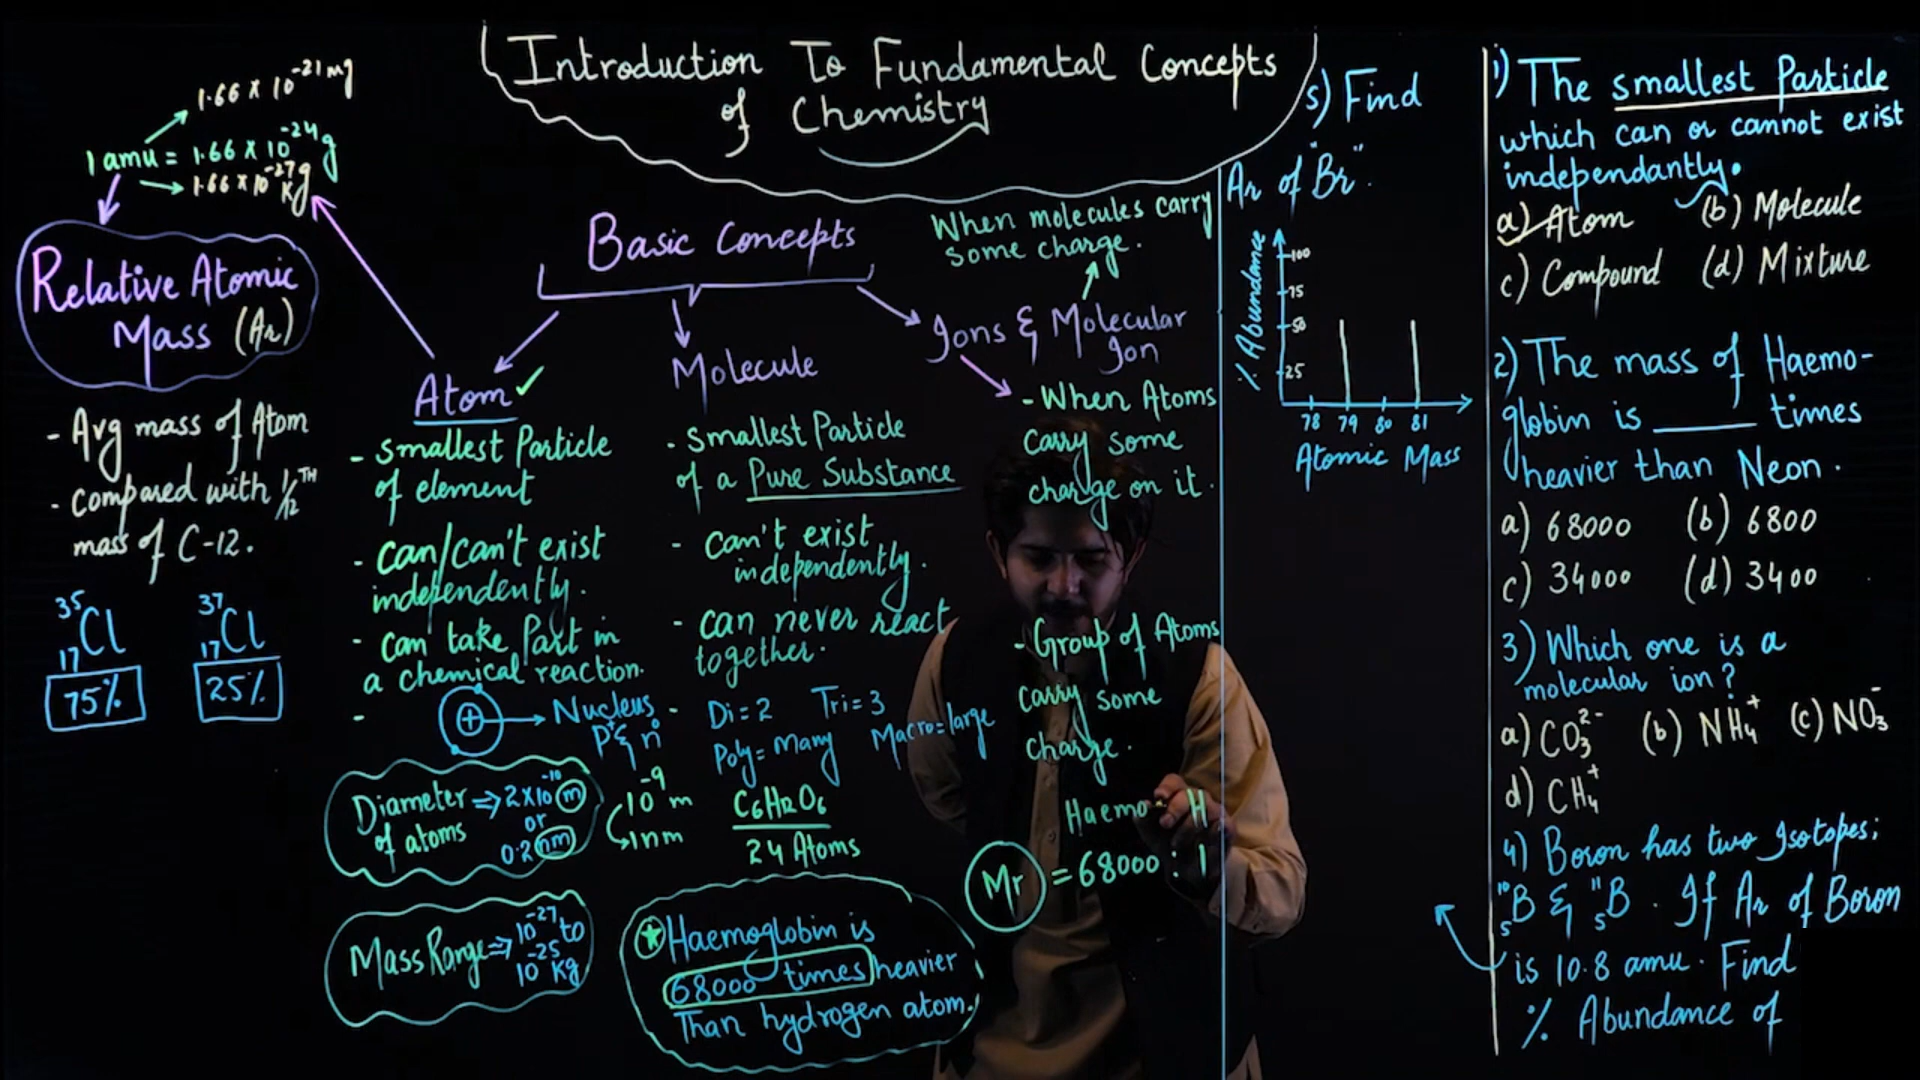 Introduction To Fundamental Concepts
of Chemistry
1.66 x 10^-21 mg
1 amu = 1.66 x 10^-24 g
1.66 x 10^-27 kg
Relative Atomic
Mass (Ar)
- Avg mass of Atom
- Compared with 1/12TH
mass of C-12.
35 17 Cl 37 17 Cl
75% 25%
Basic Concepts
Atom ✓
- smallest Particle
of element
- can/can't exist
independently.
- can take Part in
a chemical reaction.
- + → Nucleus
P+ & n°
Diameter ⇒ 2x10^-10 m
of atoms or
0.2 nm
10^-9 m
1nm
Mass Range ⇒ 10^-27 to
10^-25 Kg
Molecule
- Smallest Particle
of a Pure Substance
- can't exist
independently.
- can never react
together.
- Di = 2 Tri = 3
Poly = Many Macro = large
C6H12O6
24 Atoms
★ Haemoglobin is
68000 times heavier
Than hydrogen atom.
When molecules carry
some charge.
Ions & Molecular
Ion
- When Atoms
Carry some
charge on it.
- Group of Atoms
Carry some
charge.
Haemo H
Mr = 68000 : 1
5) Find
Ar of "Br".
% Abundance
100
75
50
25
78 79 80 81
Atomic Mass
1) The smallest Particle
which can or cannot exist
independantly.
a) Atom (b) Molecule
c) Compound (d) Mixture
2) The mass of Haemo-
globin is ______ times
heavier than Neon.
a) 68000 (b) 6800
c) 34000 (d) 3400
3) Which one is a
molecular ion?
a) CO3^2- (b) NH4^+ (c) NO3^-
d) CH4^+
4) Boron has two Isotopes:
10 5 B & 11 5 B. If Ar of Boron
is 10.8 amu. Find
% Abundance of